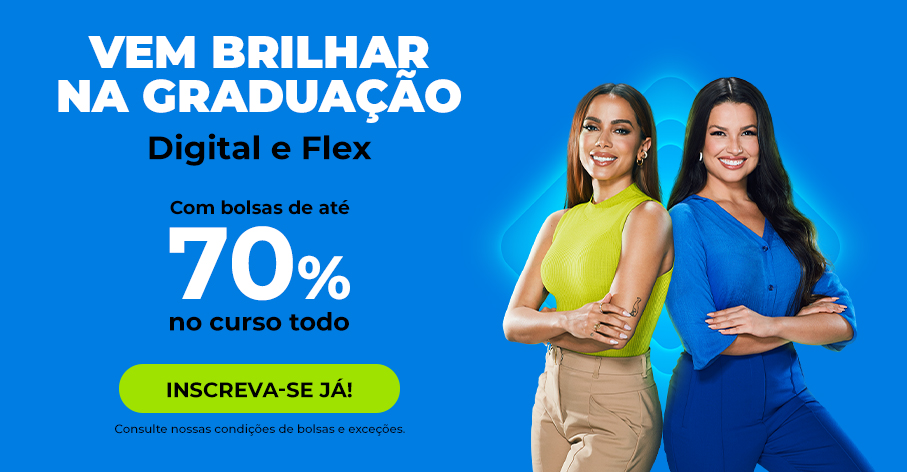 VEM BRILHAR
NA GRADUAÇÃO
Digital e Flex
Com bolsas de até
70%
no curso todo
INSCREVA-SE JÁ!
Consulte nossas condições de bolsas e exceções.